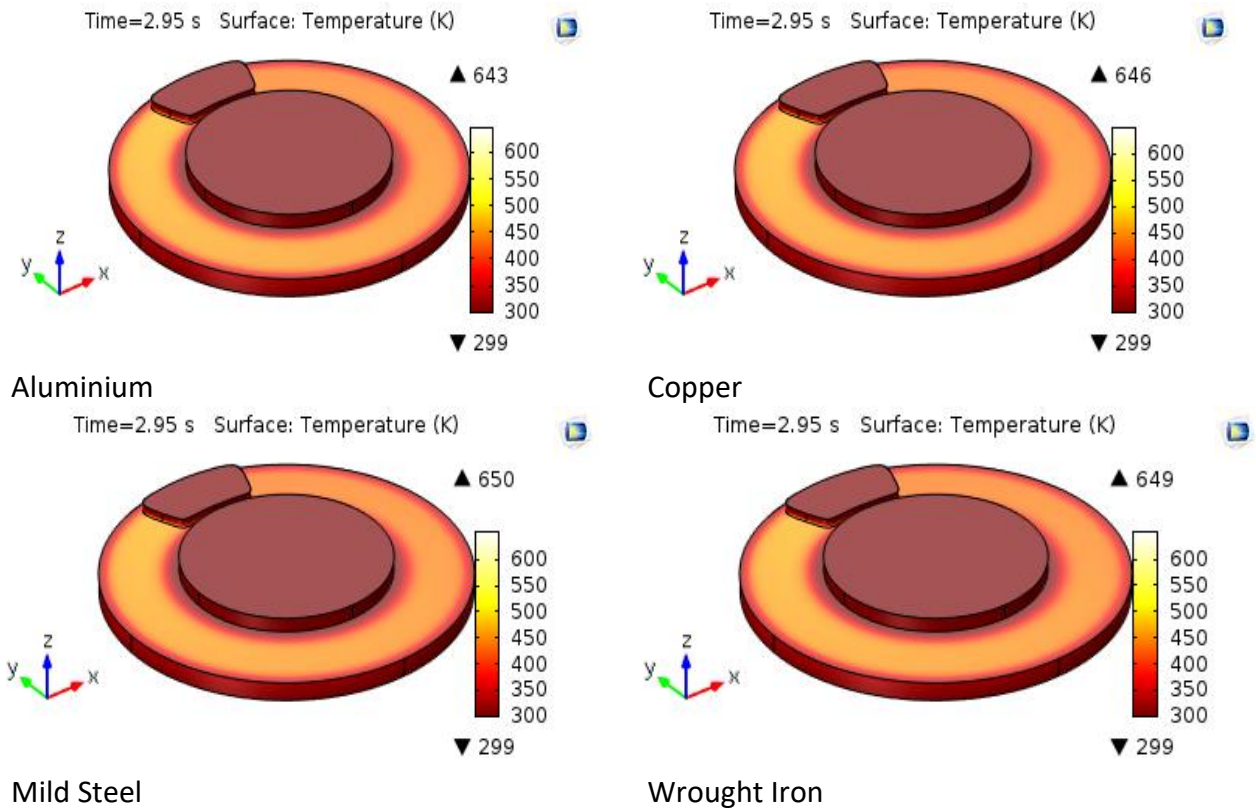 Time=2.95 s Surface: Temperature (K)
▲ 643
600
550
500
450
400
350
300
▼ 299
z
y
x
Aluminium
Time=2.95 s Surface: Temperature (K)
▲ 646
600
550
500
450
400
350
300
▼ 299
z
y
x
Copper
Time=2.95 s Surface: Temperature (K)
▲ 650
600
550
500
450
400
350
300
▼ 299
z
y
x
Mild Steel
Time=2.95 s Surface: Temperature (K)
▲ 649
600
550
500
450
400
350
300
▼ 299
z
y
x
Wrought Iron